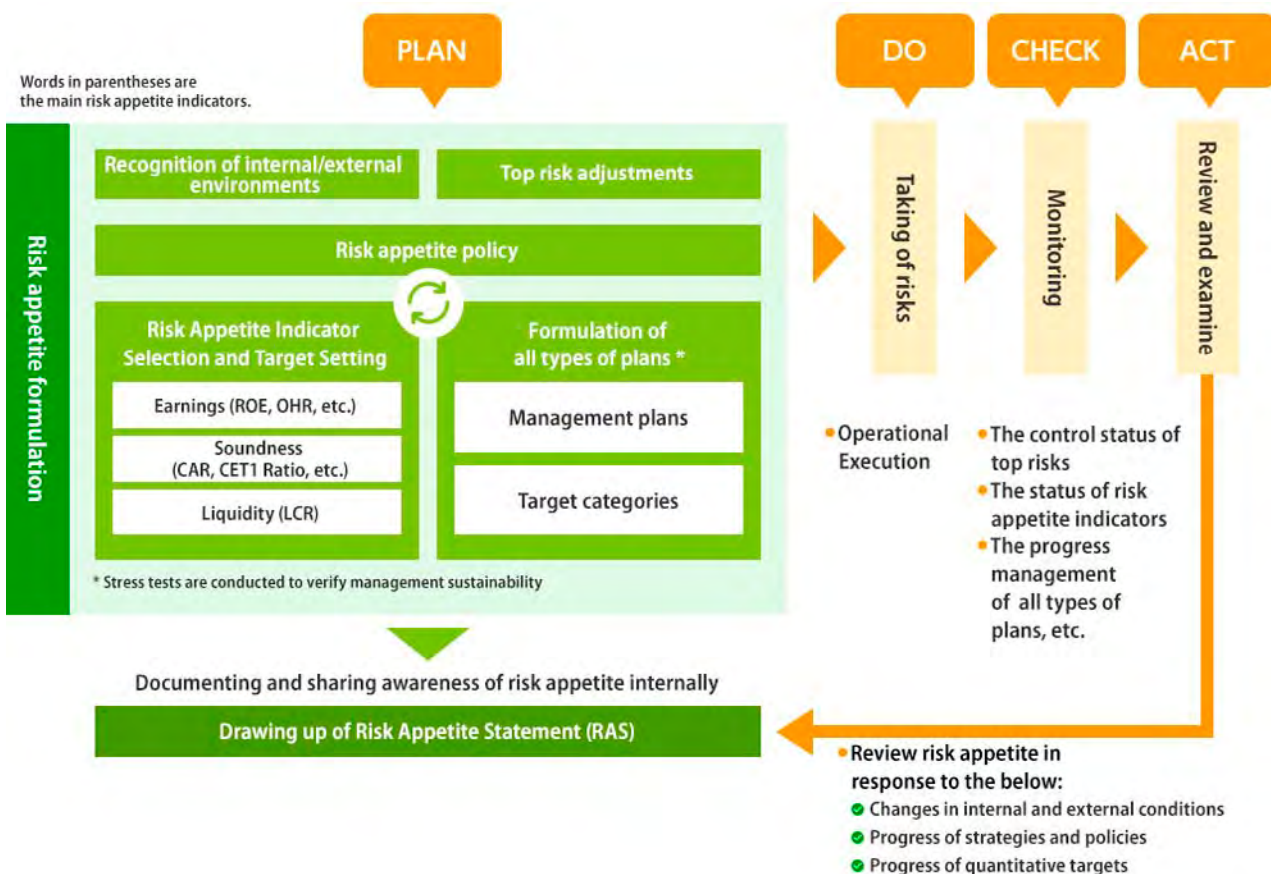 PLAN
DO
CHECK
ACT
Words in parentheses are
the main risk appetite indicators.
Risk appetite formulation
Recognition of internal/external
environments
Top risk adjustments
Risk appetite policy
Risk Appetite Indicator
Selection and Target Setting
Earnings (ROE, OHR, etc.)
Soundness
(CAR, CET1 Ratio, etc.)
Liquidity (LCR)
Formulation of
all types of plans *
Management plans
Target categories
* Stress tests are conducted to verify management sustainability
Documenting and sharing awareness of risk appetite internally
Drawing up of Risk Appetite Statement (RAS)
Taking of risks
•Operational
Execution
Monitoring
•The control status of
top risks
•The status of risk
appetite indicators
•The progress
management
of all types of
plans, etc.
Review and examine
•Review risk appetite in
response to the below:
Changes in internal and external conditions
Progress of strategies and policies
Progress of quantitative targets